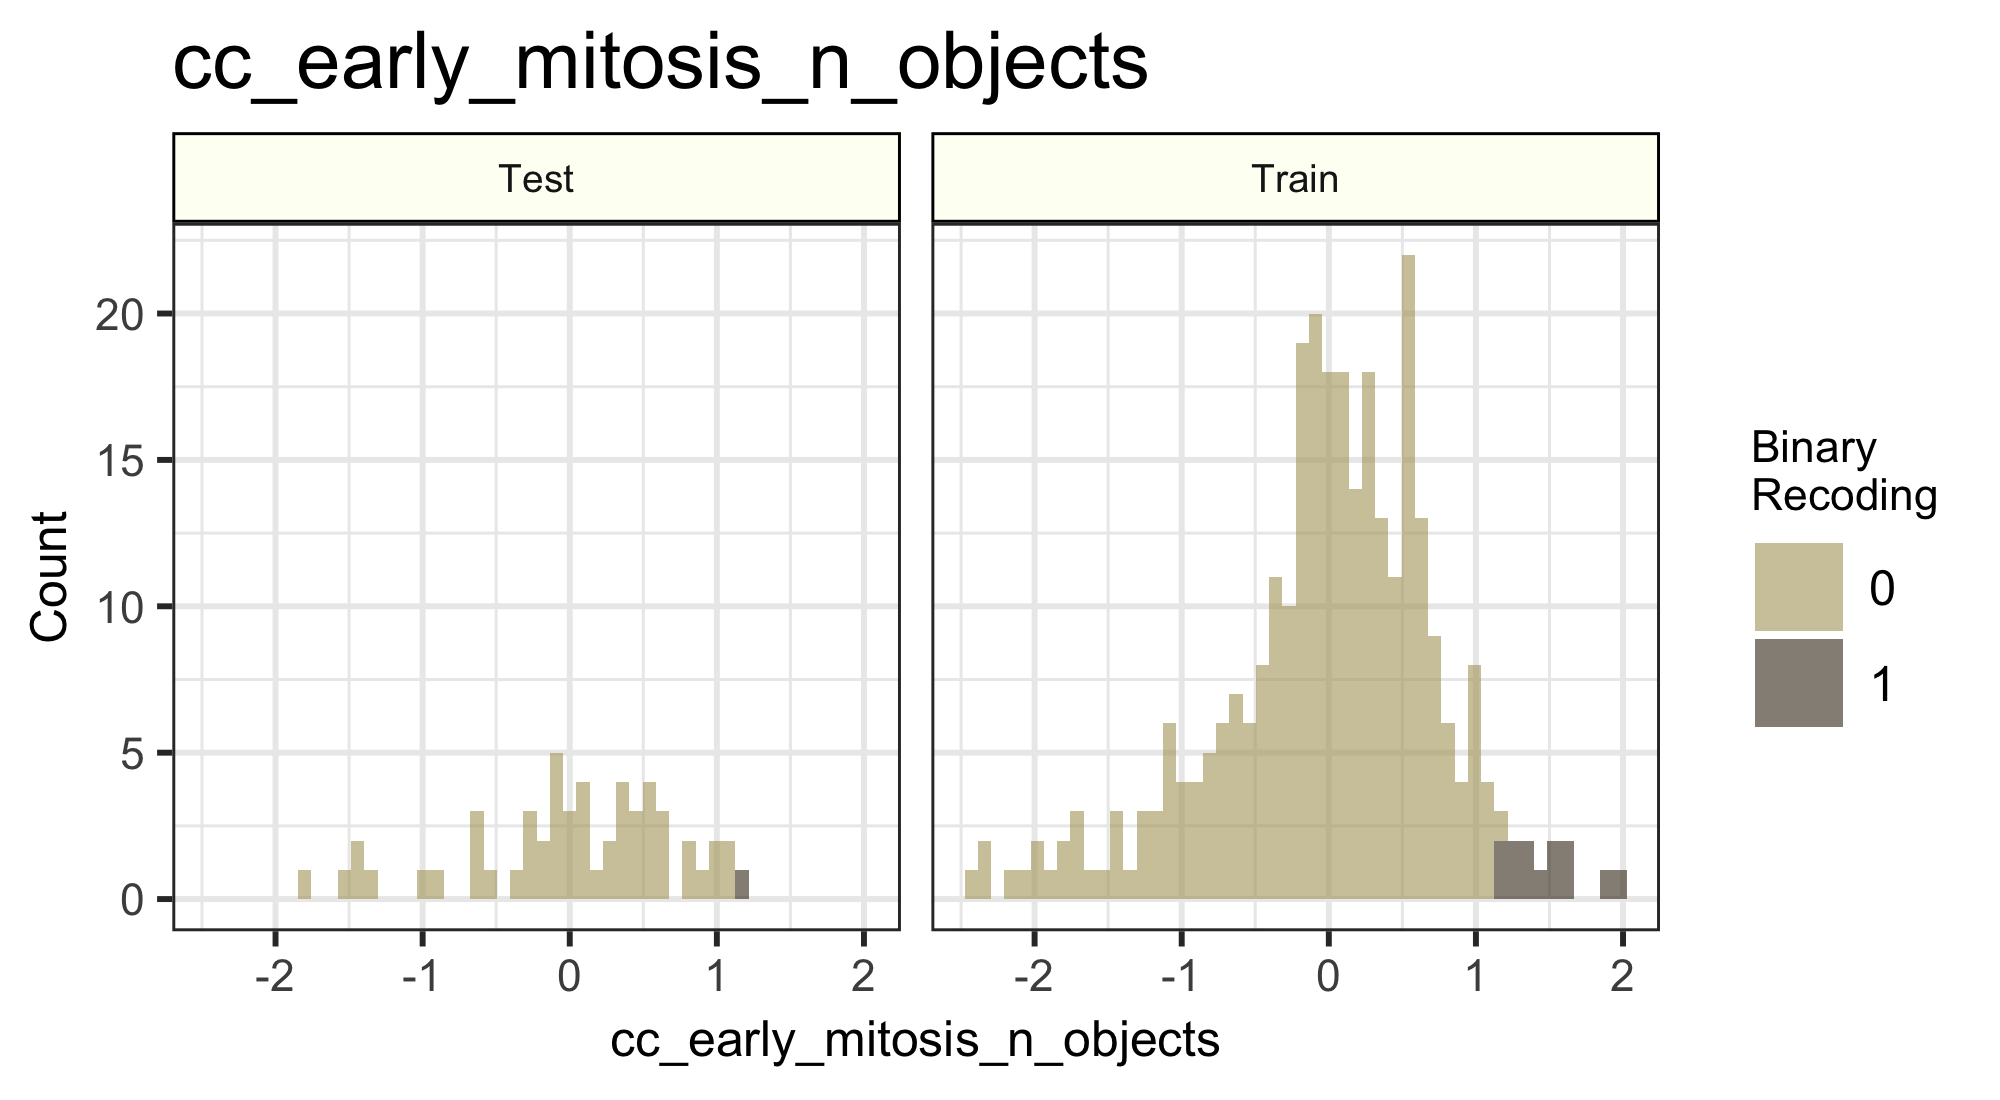 cc_early_mitosis_n_objects
Test
Train
20
15
10
5
0
Count
-2 -1 0 1 2
-2 -1 0 1 2
cc_early_mitosis_n_objects
Binary
Recoding
0
1